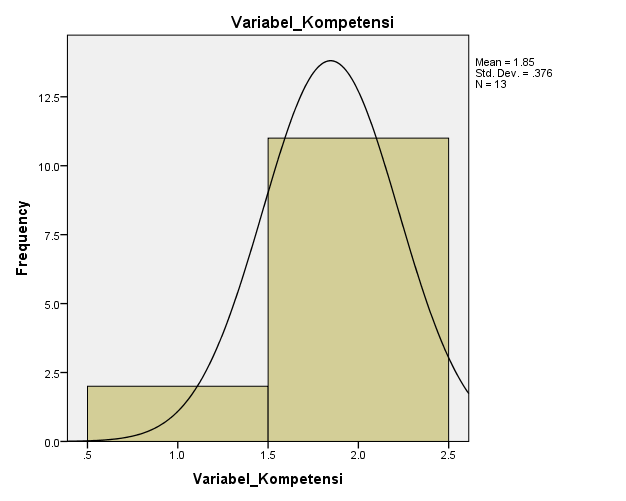 Variabel_Kompetensi
Mean = 1.85
Std. Dev. = .376
N = 13
12.5
10.0
7.5
5.0
2.5
0.0
Frequency
.5
1.0
1.5
2.0
2.5
Variabel_Kompetensi